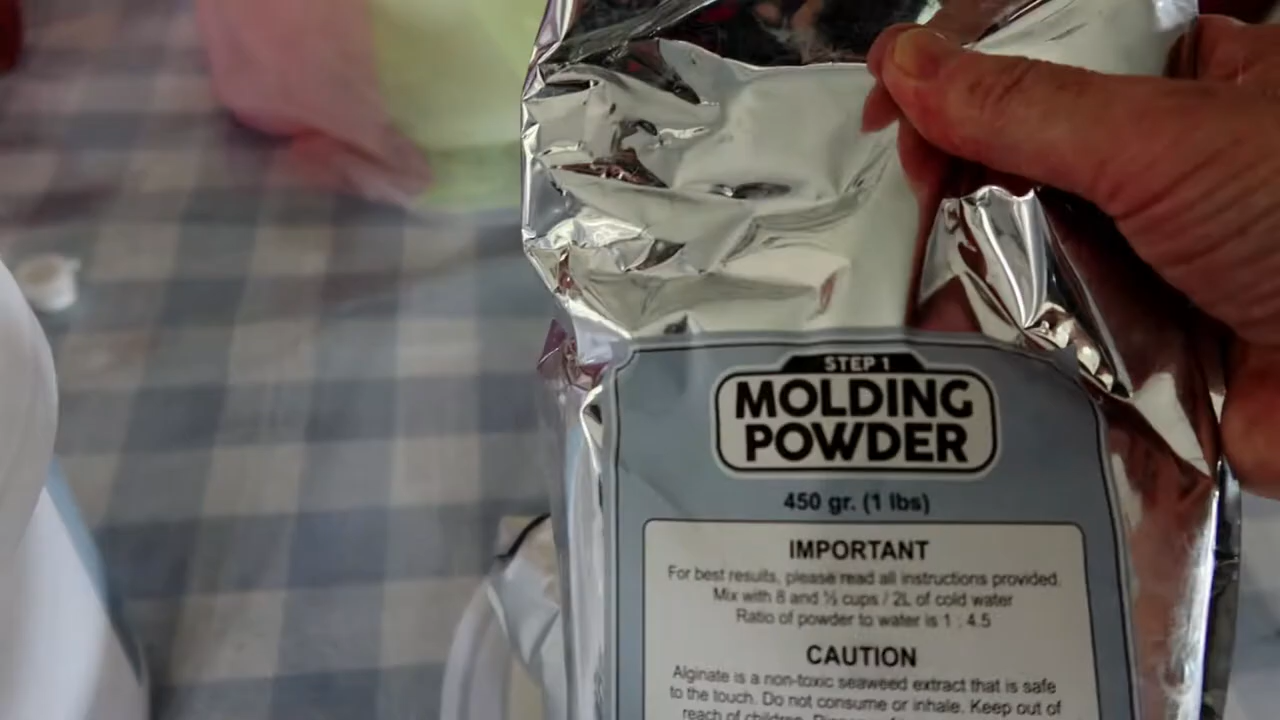 STEP 1
MOLDING
POWDER
450 gr. (1 lbs)
IMPORTANT
For best results, please read all instructions provided.
Mix with 8 and ½ cups / 2L of cold water
Ratio of powder to water is 1 : 4.5
CAUTION
Alginate is a non-toxic seaweed extract that is safe
to the touch. Do not consume or inhale. Keep out of
reach of children.